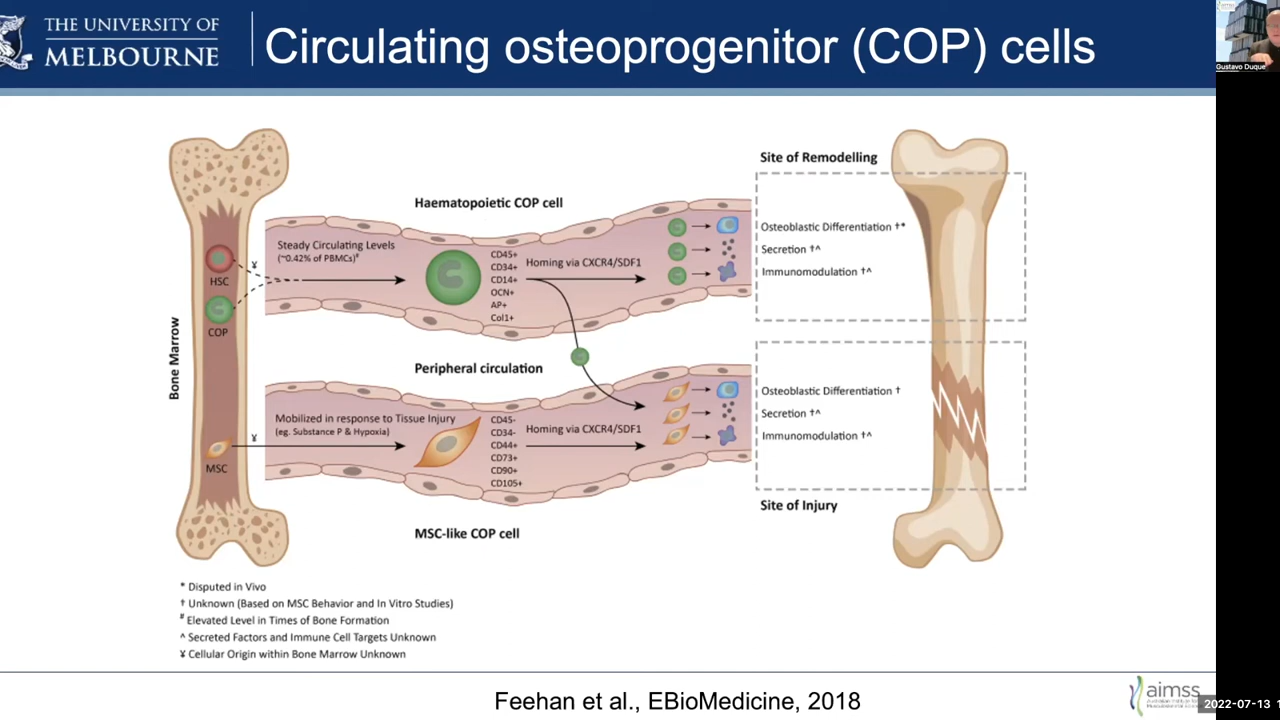 THE UNIVERSITY OF
MELBOURNE
Circulating osteoprogenitor (COP) cells
aimss
Gustavo Duque
Bone Marrow
HSC
COP
MSC
¥
¥
Haematopoietic COP cell
Steady Circulating Levels
(~0.42% of PBMCs)#
CD45+
CD34+
CD14+
OCN+
AP+
Col1+
Homing via CXCR4/SDF1
Peripheral circulation
Mobilized in response to Tissue Injury
(eg. Substance P & Hypoxia)
CD45-
CD34-
CD44+
CD73+
CD90+
CD105+
Homing via CXCR4/SDF1
MSC-like COP cell
Site of Remodelling
Osteoblastic Differentiation †*
Secretion †^
Immunomodulation †^
Osteoblastic Differentiation †
Secretion †^
Immunomodulation †^
Site of Injury
* Disputed in Vivo
† Unknown (Based on MSC Behavior and In Vitro Studies)
# Elevated Level in Times of Bone Formation
^ Secreted Factors and Immune Cell Targets Unknown
¥ Cellular Origin within Bone Marrow Unknown
Feehan et al., EBioMedicine, 2018
aimss
2022-07-13